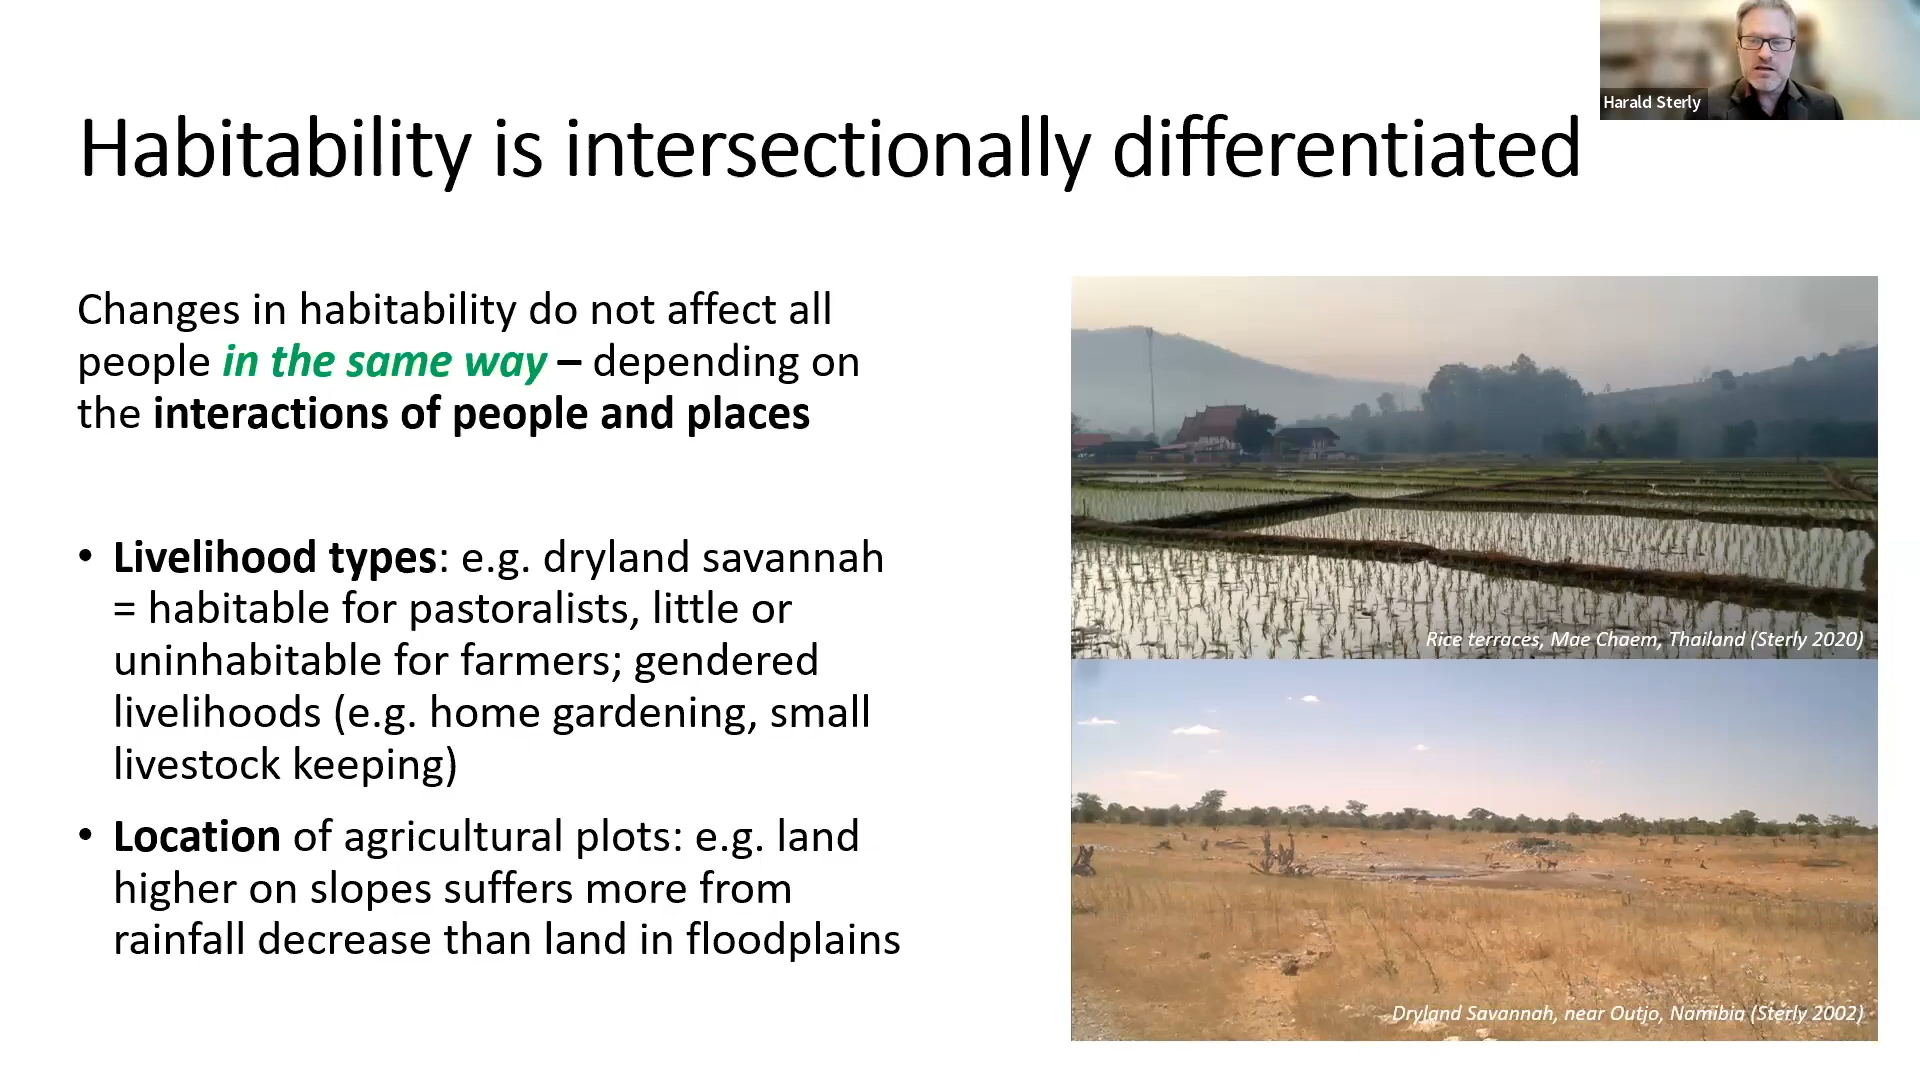 Harald Sterly
Habitability is intersectionally differentiated
Changes in habitability do not affect all
people in the same way – depending on
the interactions of people and places
• Livelihood types: e.g. dryland savannah
= habitable for pastoralists, little or
uninhabitable for farmers; gendered
livelihoods (e.g. home gardening, small
livestock keeping)
• Location of agricultural plots: e.g. land
higher on slopes suffers more from
rainfall decrease than land in floodplains
Rice terraces, Mae Chaem, Thailand (Sterly 2020)
Dryland Savannah, near Outjo, Namibia (Sterly 2002)